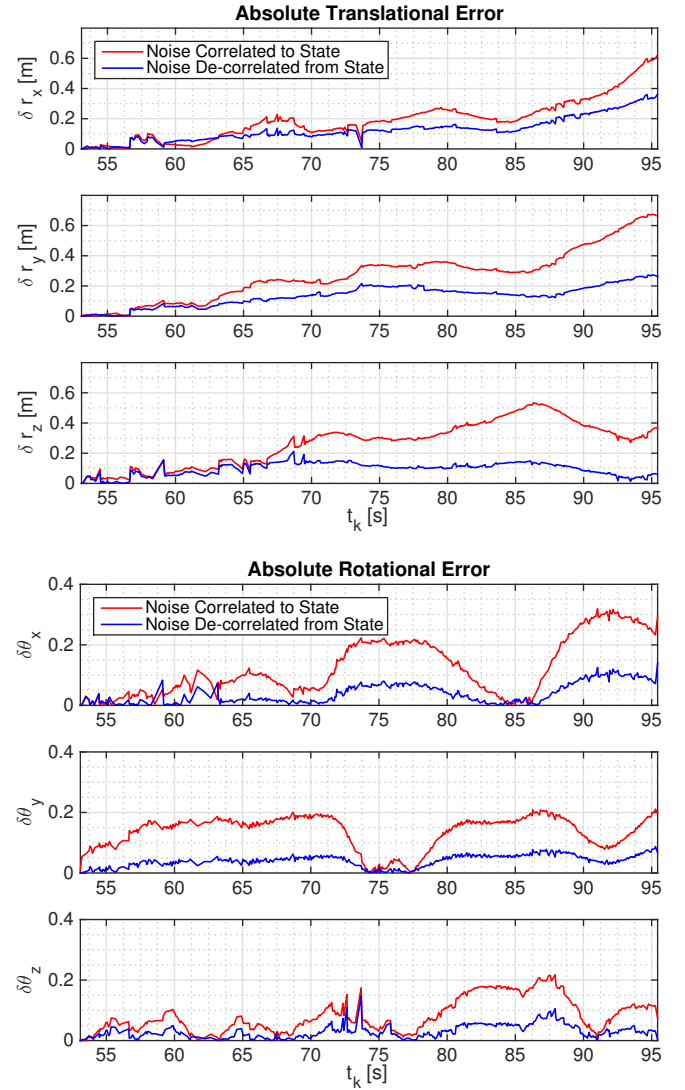 Absolute Translational Error
δ r_x [m]
0.6
0.4
0.2
0
Noise Correlated to State
Noise De-correlated from State
55 60 65 70 75 80 85 90 95
δ r_y [m]
0.6
0.4
0.2
0
55 60 65 70 75 80 85 90 95
δ r_z [m]
0.6
0.4
0.2
0
55 60 65 70 75 80 85 90 95
t_k [s]
Absolute Rotational Error
δθ_x
0.4
0.2
0
Noise Correlated to State
Noise De-correlated from State
55 60 65 70 75 80 85 90 95
δθ_y
0.4
0.2
0
55 60 65 70 75 80 85 90 95
δθ_z
0.4
0.2
0
55 60 65 70 75 80 85 90 95
t_k [s]